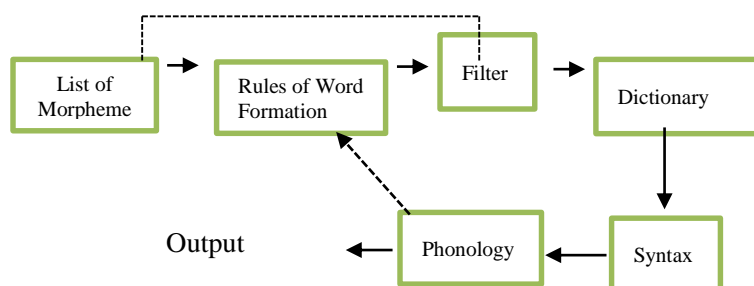 List of
Morpheme
Rules of Word
Formation
Filter
Dictionary
Output
Phonology
Syntax